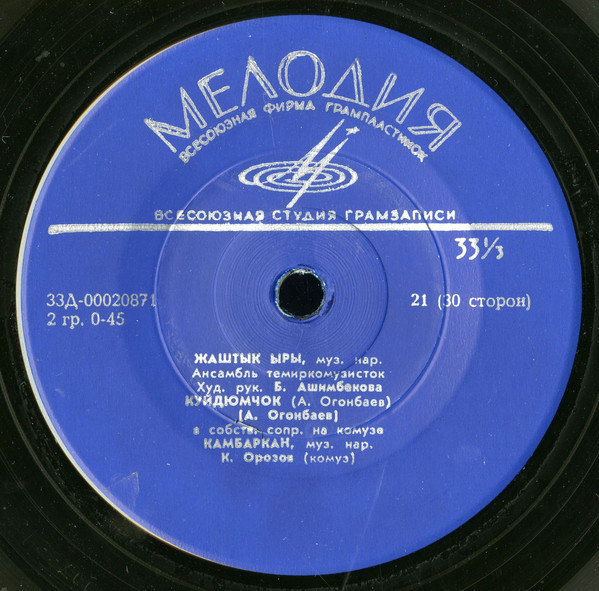 МЕЛОДИЯ
ВСЕСОЮЗНАЯ ФИРМА ГРАМПЛАСТИНОК
ВСЕСОЮЗНАЯ СТУДИЯ ГРАМЗАПИСИ
33⅓
33Д-00020871
2 гр. 0-45
21 (30 сторон)
ЖАШТЫК ЫРЫ, муз. нар.
Ансамбль темиркомузисток
Худ. рук. Б. Ашимбекова
КУЙДЮМЧОК (А. Огонбаев)
(А. Огонбаев)
в собств. сопр. на комузе
КАМБАРКАН, муз. нар.
К. Орозов (комуз)